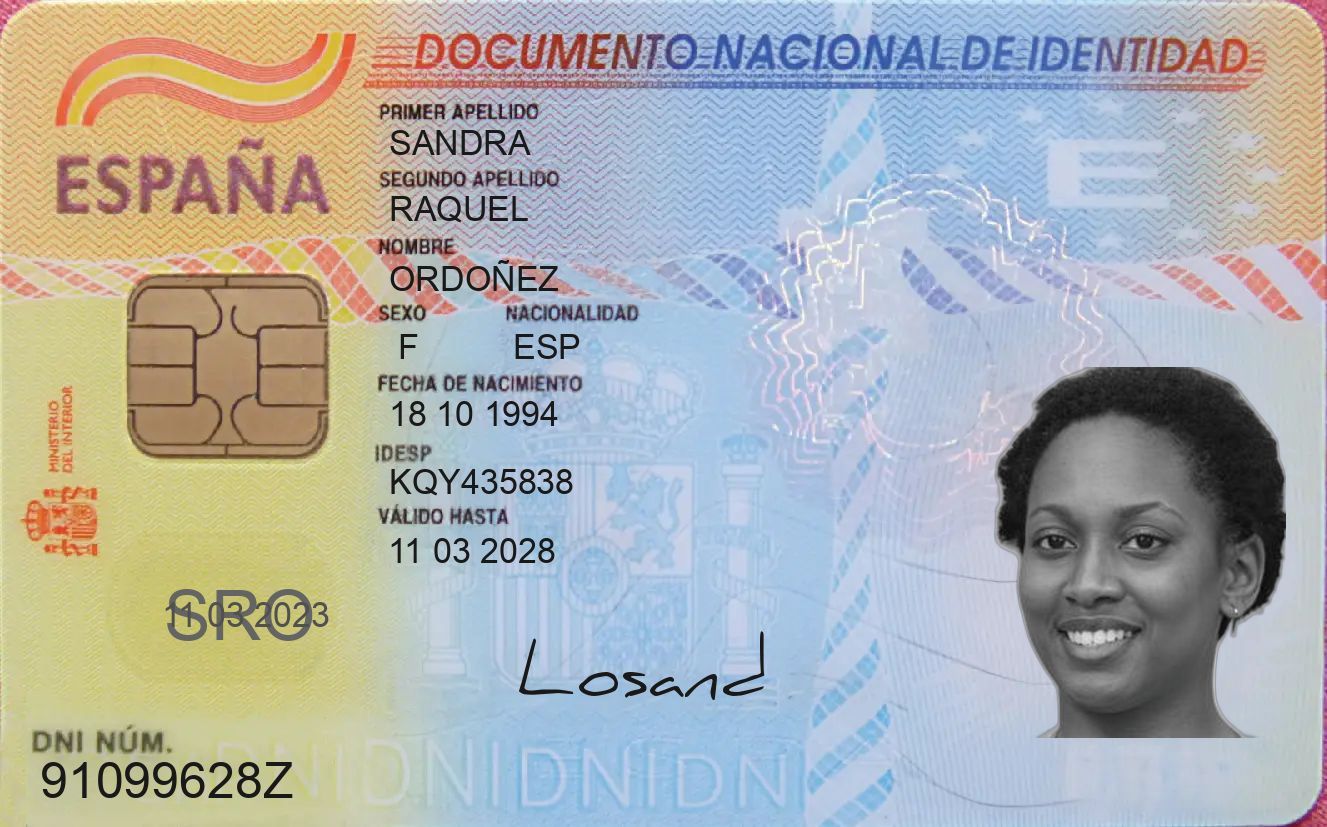 DOCUMENTO NACIONAL DE IDENTIDAD
ESPAÑA
PRIMER APELLIDO
SANDRA
SEGUNDO APELLIDO
RAQUEL
NOMBRE
ORDOÑEZ
SEXO NACIONALIDAD
F ESP
FECHA DE NACIMIENTO
18 10 1994
IDESP
KQY435838
VÁLIDO HASTA
11 03 2028
MINISTERIO
DEL INTERIOR
E
SRO
11 03 2023
Losand
DNI NÚM.
91099628Z
DNIDNIDNIDNIDNI